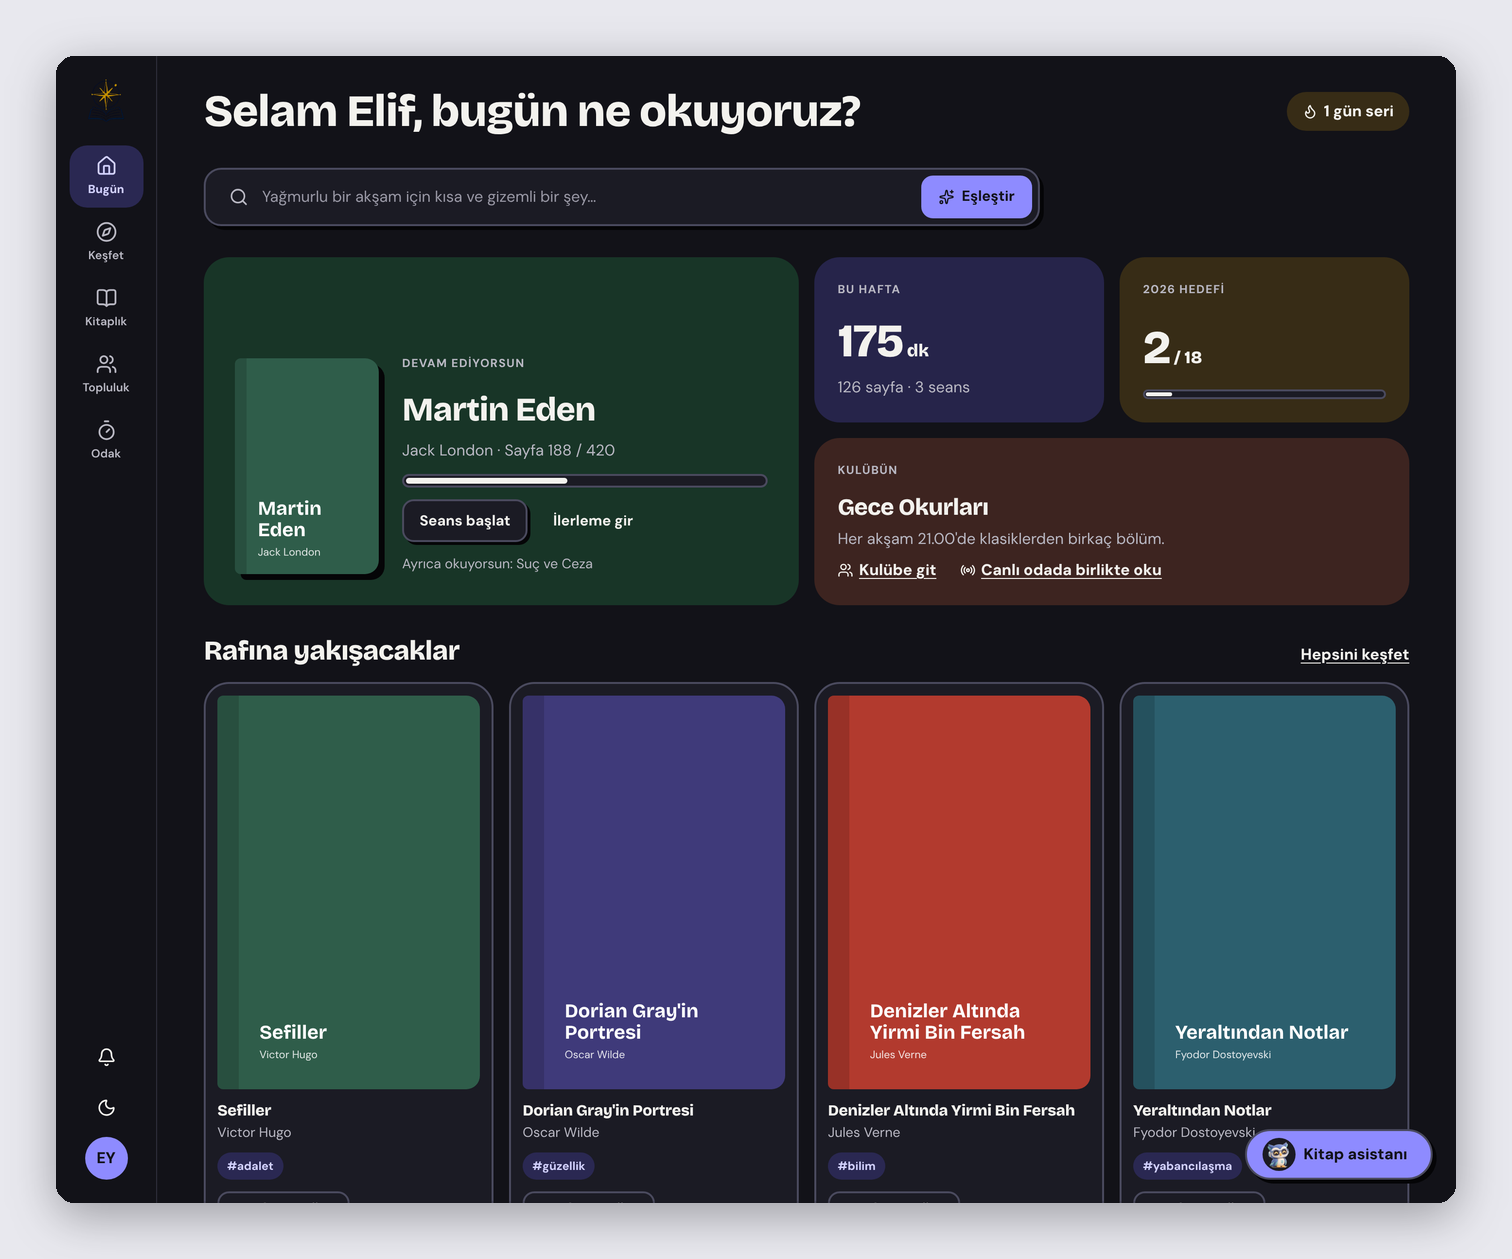 Selam Elif, bugün ne okuyoruz?
1 gün seri
Bugün
Keşfet
Kitaplık
Topluluk
Odak
EY
Yağmurlu bir akşam için kısa ve gizemli bir şey...
Eşleştir
Martin
Eden
Jack London
DEVAM EDİYORSUN
Martin Eden
Jack London · Sayfa 188 / 420
Seans başlat
İlerleme gir
Ayrıca okuyorsun: Suç ve Ceza
BU HAFTA
175 dk
126 sayfa · 3 seans
2026 HEDEFİ
2 / 18
KULÜBÜN
Gece Okurları
Her akşam 21.00'de klasiklerden birkaç bölüm.
Kulübe git
Canlı odada birlikte oku
Rafına yakışacaklar
Hepsini keşfet
Sefiller
Victor Hugo
Sefiller
Victor Hugo
#adalet
Dorian Gray'in
Portresi
Oscar Wilde
Dorian Gray'in Portresi
Oscar Wilde
#güzellik
Denizler Altında
Yirmi Bin Fersah
Jules Verne
Denizler Altında Yirmi Bin Fersah
Jules Verne
#bilim
Yeraltından Notlar
Fyodor Dostoyevski
Yeraltından Notlar
Fyodor Dostoyevski
#yabancılaşma
Kitap asistanı